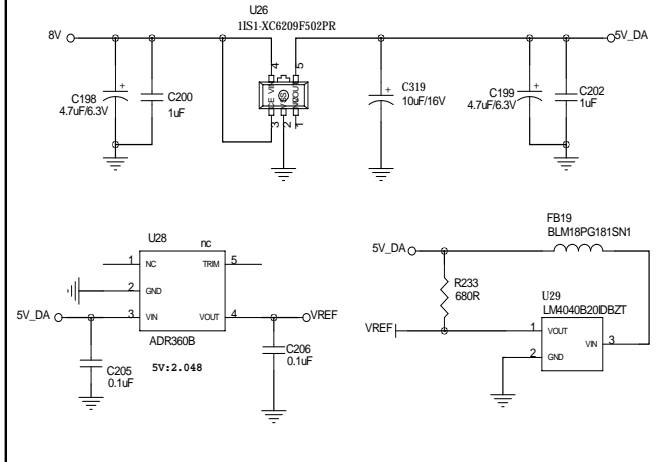 U26
1IS1-XC6209F502PR
8V
5V_DA
4
5
CE
VIN
VSS
VOUT
3
2
1
C198
4.7uF/6.3V
+
C200
1uF
+
C319
10uF/16V
C199
4.7uF/6.3V
+
C202
1uF
U28
nc
1
NC
TRIM
5
2
GND
5V_DA
3
VIN
VOUT
4
VREF
ADR360B
5V:2.048
C205
0.1uF
C206
0.1uF
FB19
BLM18PG181SN1
5V_DA
R233
680R
U29
LM4040B20IDBZT
VREF
1
VOUT
VIN
3
2
GND